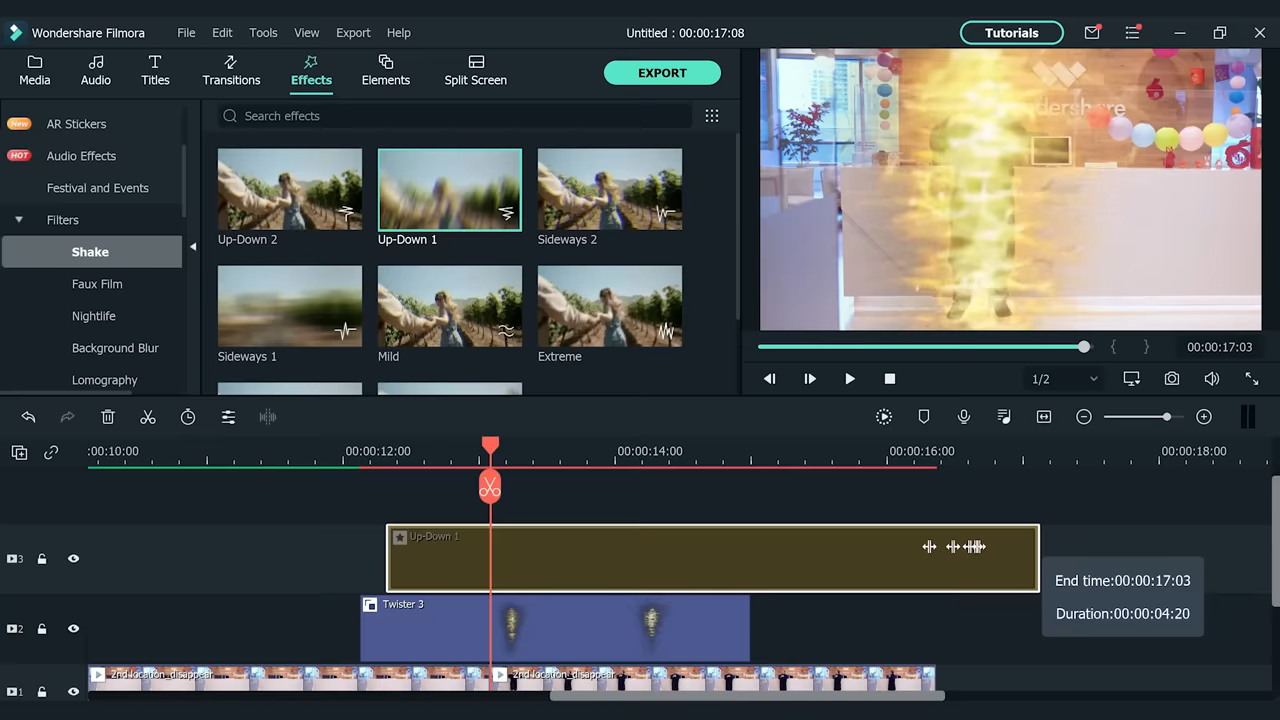 Wondershare Filmora
File
Edit
Tools
View
Export
Help
Untitled : 00:00:17:08
Tutorials
Media
Audio
Titles
Transitions
Effects
Elements
Split Screen
EXPORT
New
AR Stickers
HOT
Audio Effects
Festival and Events
Filters
Shake
Faux Film
Nightlife
Background Blur
Lomography
Search effects
Up-Down 2
Up-Down 1
Sideways 2
Sideways 1
Mild
Extreme
ndershare
00:00:17:03
1/2
:00:10:00
00:00:12:00
00:00:14:00
00:00:16:00
00:00:18:00
3
Up-Down 1
End time:00:00:17:03
Duration:00:00:04:20
2
Twister 3
1
2nd location_disappear
2nd location_disappear